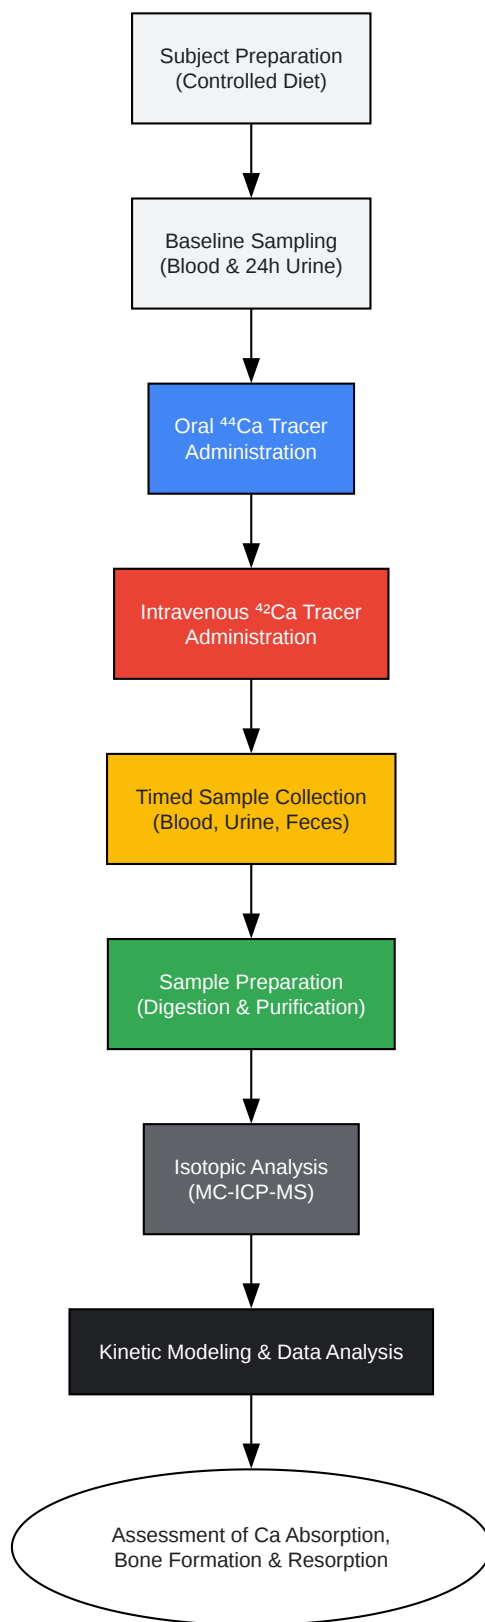 Subject Preparation
(Controlled Diet)
Baseline Sampling
(Blood & 24h Urine)
Oral ⁴⁴Ca Tracer
Administration
Intravenous ⁴²Ca Tracer
Administration
Timed Sample Collection
(Blood, Urine, Feces)
Sample Preparation
(Digestion & Purification)
Isotopic Analysis
(MC-ICP-MS)
Kinetic Modeling & Data Analysis
Assessment of Ca Absorption,
Bone Formation & Resorption